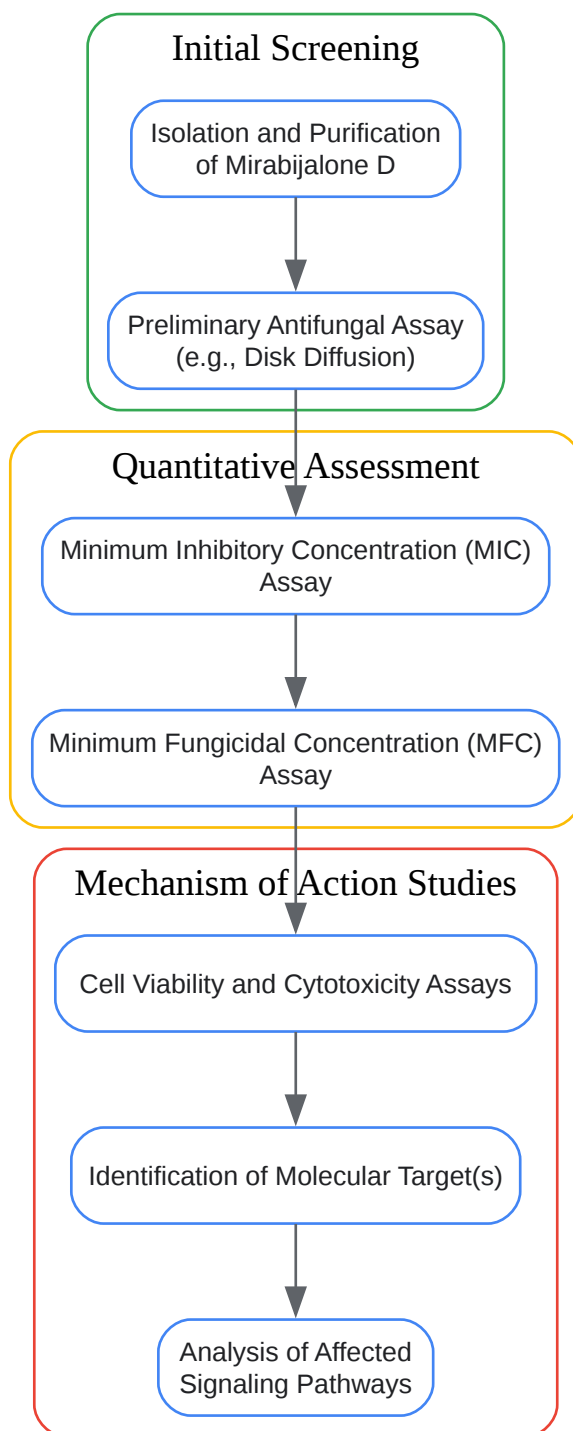 Initial Screening
Isolation and Purification
of Mirabijalone D
Preliminary Antifungal Assay
(e.g., Disk Diffusion)
Quantitative Assessment
Minimum Inhibitory Concentration (MIC)
Assay
Minimum Fungicidal Concentration (MFC)
Assay
Mechanism of Action Studies
Cell Viability and Cytotoxicity Assays
Identification of Molecular Target(s)
Analysis of Affected
Signaling Pathways